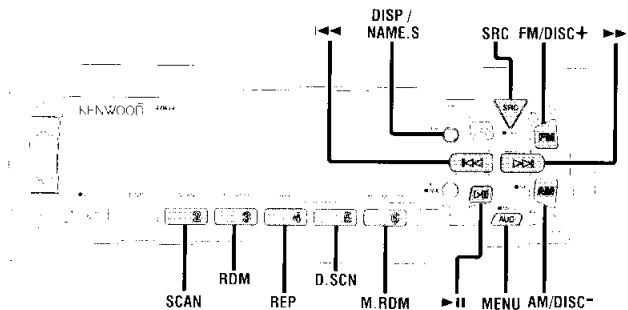 DISP /
NAME.S
SRC FM/DISC+
KENWOOD
SRC
FM
AM
AUD
2 3 4 5 6
RDM
D.SCN
SCAN
REP
M.RDM
MENU AM/DISC-